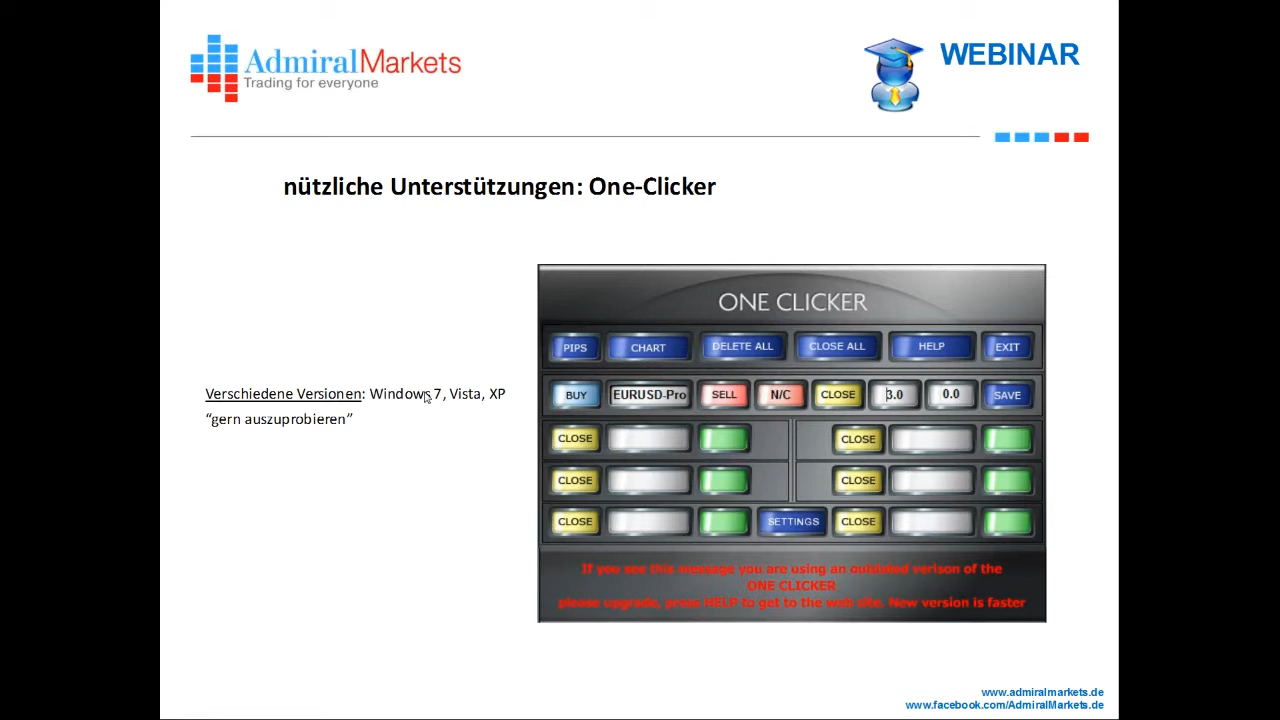 AdmiralMarkets
Trading for everyone
WEBINAR
nützliche Unterstützungen: One-Clicker
Verschiedene Versionen: Windows 7, Vista, XP
“gern auszuprobieren”
ONE CLICKER
PIPS CHART DELETE ALL CLOSE ALL HELP EXIT
BUY EURUSD-Pro SELL N/C CLOSE 3.0 0.0 SAVE
CLOSE CLOSE
CLOSE CLOSE
CLOSE SETTINGS CLOSE
If you see this message you are using an outdated verison of the
ONE CLICKER
please upgrade, press HELP to get to the web site. New version is faster
www.admiralmarkets.de
www.facebook.com/AdmiralMarkets.de